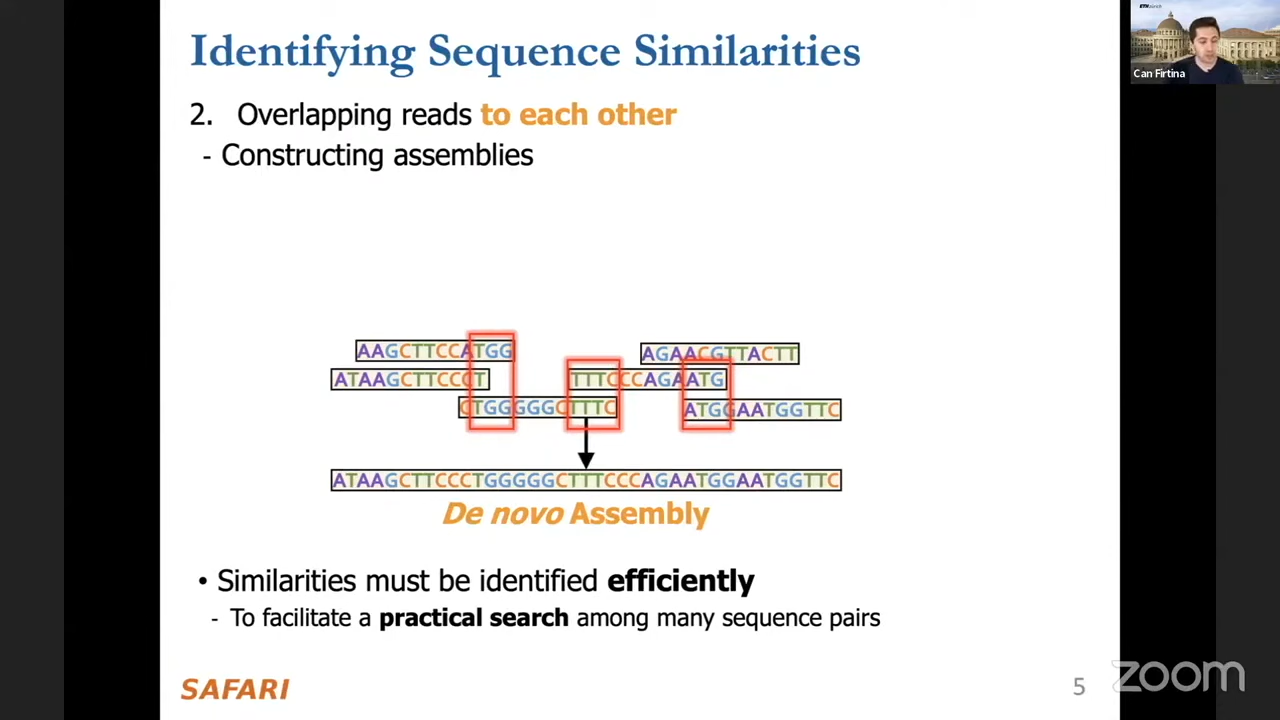 Identifying Sequence Similarities
ETH zürich
Can Firtina
2. Overlapping reads to each other
- Constructing assemblies
AAGCTTCCATGG
AGAACGTTACTT
ATAAGCTTCCCT
TTTCCCAGAATG
CTGGGGGCTTTC
ATGGAATGGTTC
ATAAGCTTCCCTGGGGGCTTTCCCAGAATGGAATGGTTC
De novo Assembly
• Similarities must be identified efficiently
- To facilitate a practical search among many sequence pairs
SAFARI
5
zoom